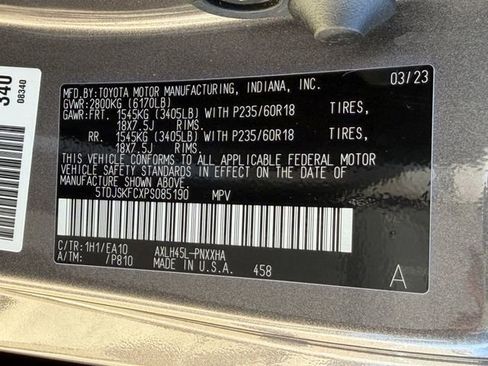 340
08340
MFD.BY:TOYOTA MOTOR MANUFACTURING, INDIANA, INC. 03/23
GVWR:2800KG (6170LB)
GAWR:FRT. 1545KG (3405LB) WITH P235/60R18 TIRES,
18X7.5J
RR. 1545KG (3405LB) WITH P235/60R18 TIRES,
18X7.5J
THIS VEHICLE CONFORMS TO ALL APPLICABLE FEDERAL MOTOR
VEHICLE SAFETY STANDARDS IN EFFECT ON THE DATE OF
MANUFACTURE SHOWN ABOVE.
5TDJSKFCXPS085190 MPV
C/TR:1H1/EA10 AXLH45L-PNXXHA
A/TM: /P810 MADE IN U.S.A. 458 A